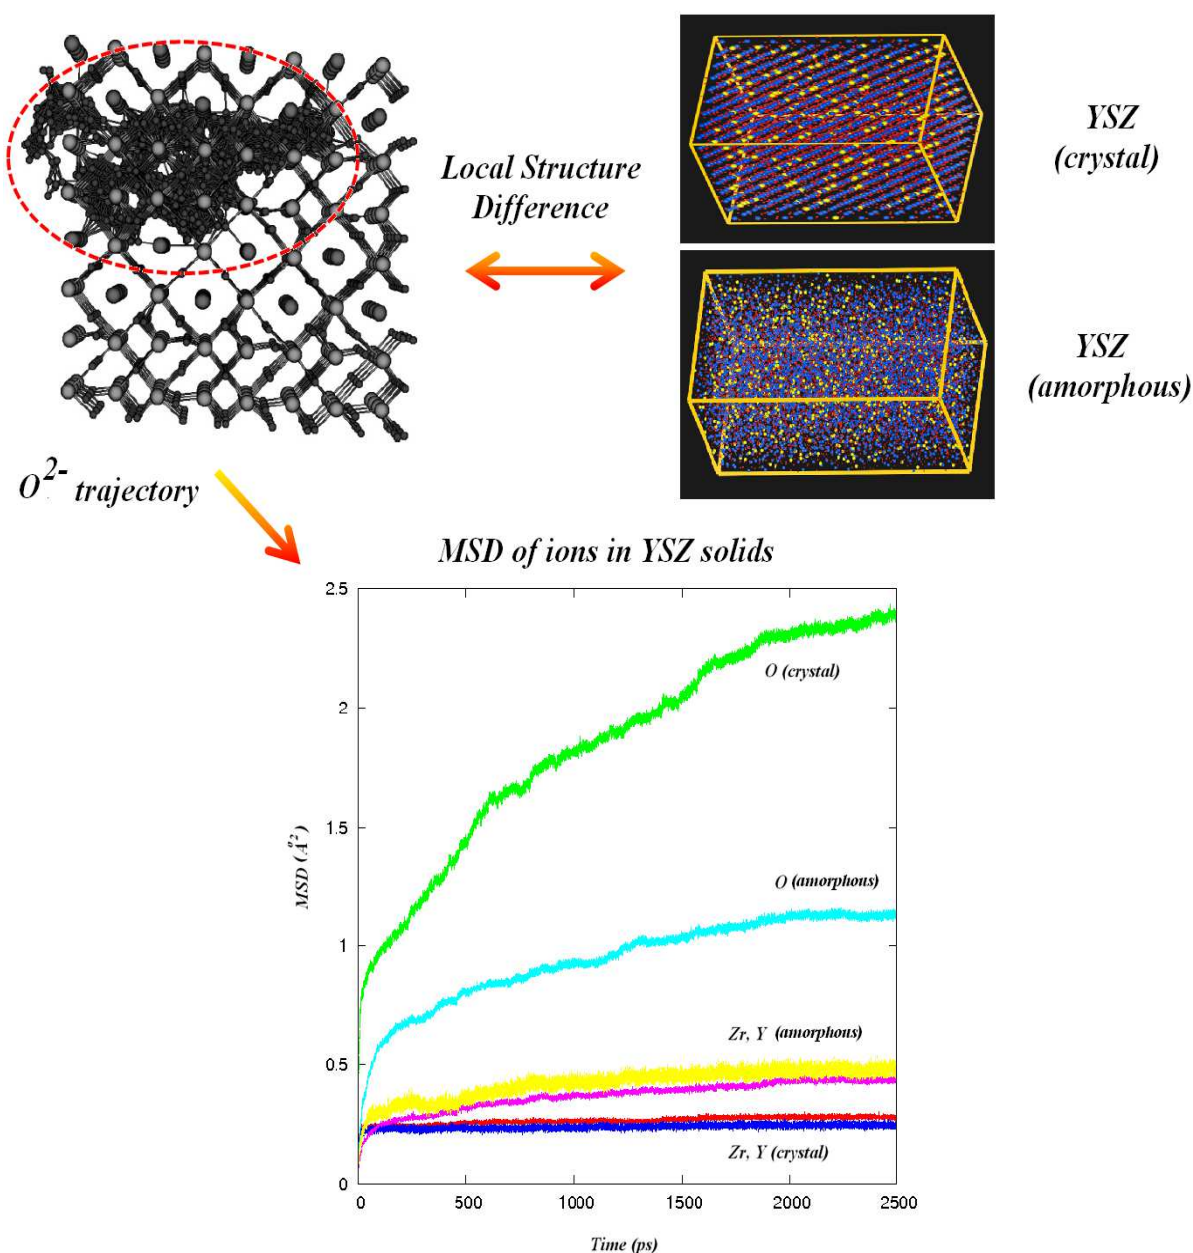 YSZ
(crystal)
Local Structure
Difference
YSZ
(amorphous)
O2- trajectory
MSD of ions in YSZ solids
2.5
2
1.5
1
0.5
0
MSD (Å2)
O (crystal)
O (amorphous)
Zr, Y (amorphous)
Zr, Y (crystal)
0 500 1000 1500 2000 2500
Time (ps)